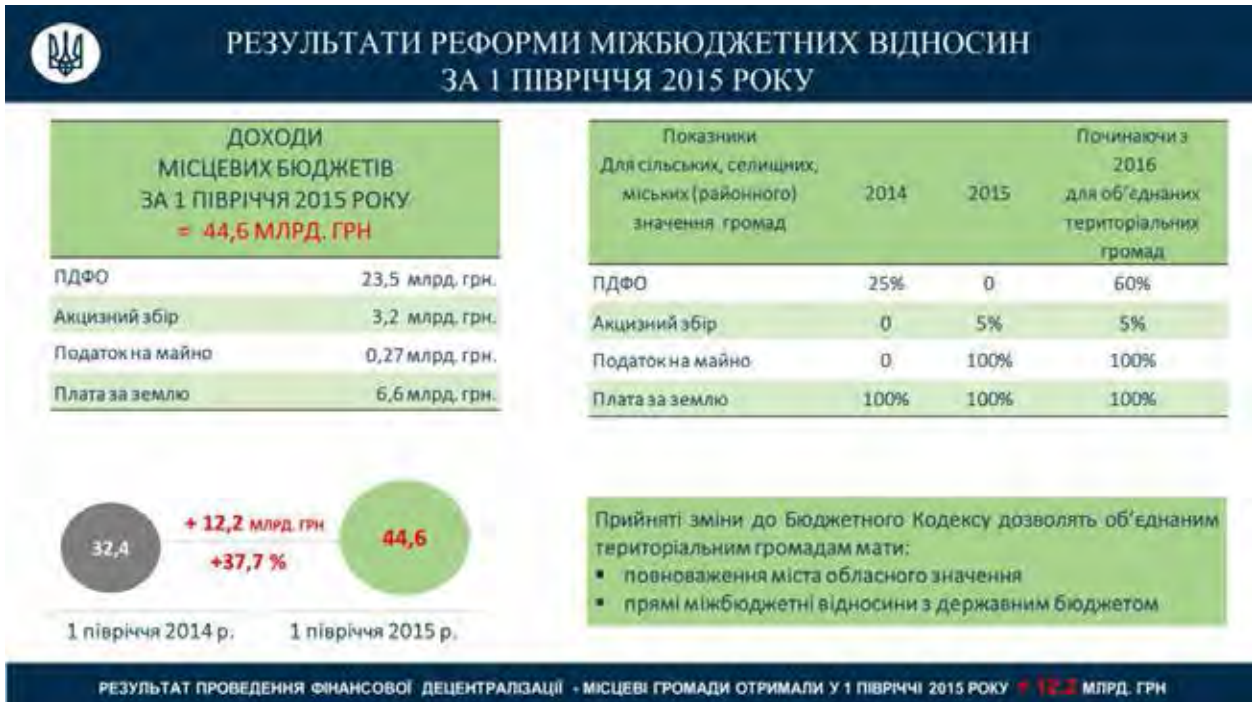 РЕЗУЛЬТАТИ РЕФОРМИ МІЖБЮДЖЕТНИХ ВІДНОСИН
ЗА 1 ПІВРІЧЧЯ 2015 РОКУ
ДОХОДИ
МІСЦЕВИХ БЮДЖЕТІВ
ЗА 1 ПІВРІЧЧЯ 2015 РОКУ
= 44,6 МЛРД. ГРН
ПДФО 23,5 млрд. грн.
Акцизний збір 3,2 млрд. грн.
Податок на майно 0,27 млрд. грн.
Плата за землю 6,6 млрд. грн.
32,4
+ 12,2 МЛРД. ГРН
+37,7 %
44,6
1 півріччя 2014 р. 1 півріччя 2015 р.
Показники
Для сільських, селищних,
міських (районного)
значення громад
2014
2015
Починаючи з
2016
для об'єднаних
територіальних
громад
ПДФО 25% 0 60%
Акцизний збір 0 5% 5%
Податок на майно 0 100% 100%
Плата за землю 100% 100% 100%
Прийняті зміни до Бюджетного Кодексу дозволять об'єднаним
територіальним громадам мати:
▪ повноваження міста обласного значення
▪ прямі міжбюджетні відносини з державним бюджетом
РЕЗУЛЬТАТ ПРОВЕДЕННЯ ФІНАНСОВОЇ ДЕЦЕНТРАЛІЗАЦІЇ - МІСЦЕВІ ГРОМАДИ ОТРИМАЛИ У 1 ПІВРІЧЧІ 2015 РОКУ + 12,2 МЛРД. ГРН